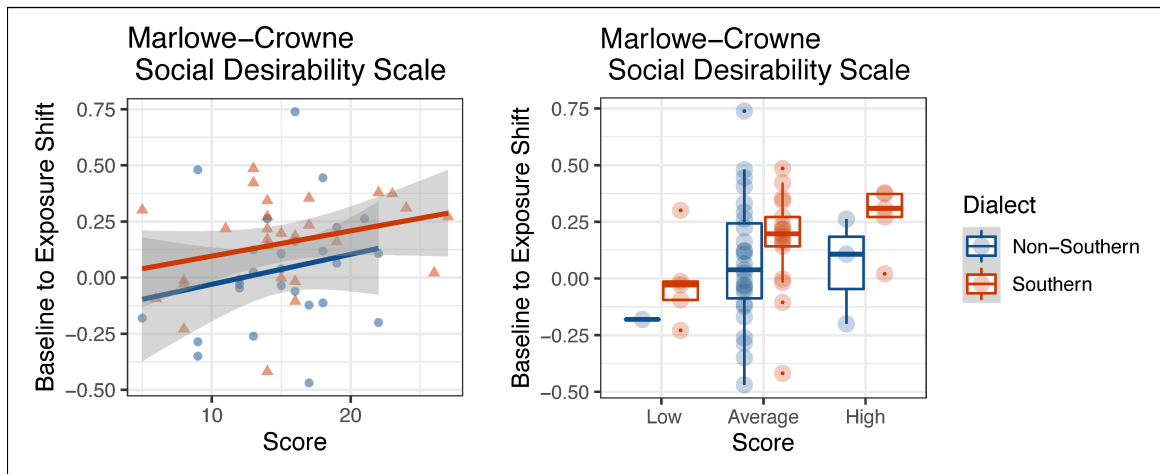 Marlowe−Crowne
Social Desirability Scale
Baseline to Exposure Shift
0.75
0.50
0.25
0.00
−0.25
−0.50
10
20
Score
Marlowe−Crowne
Social Desirability Scale
Baseline to Exposure Shift
0.75
0.50
0.25
0.00
−0.25
−0.50
Low
Average
High
Score
Dialect
Non−Southern
Southern